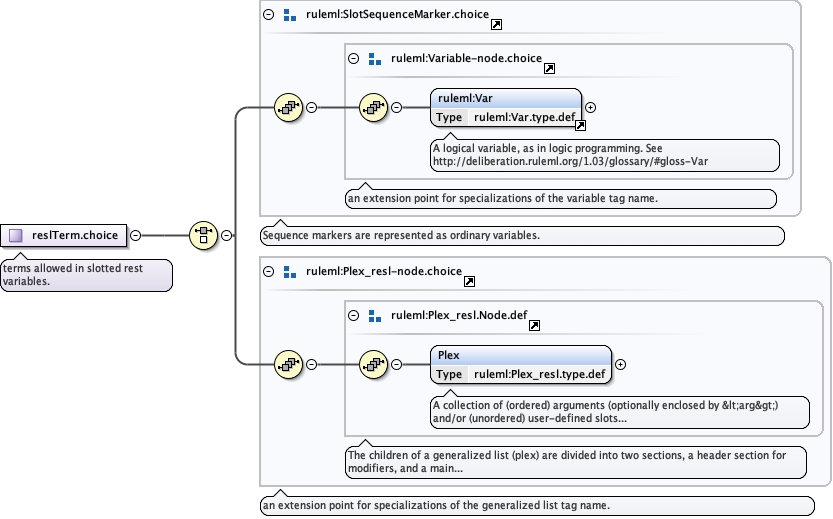 ruleml:SlotSequenceMarker.choice
ruleml:Variable-node.choice
ruleml:Var
Type ruleml:Var.type.def
A logical variable, as in logic programming. See
http://deliberation.ruleml.org/1.03/glossary/#gloss-Var
an extension point for specializations of the variable tag name.
Sequence markers are represented as ordinary variables.
reslTerm.choice
terms allowed in slotted rest
variables.
ruleml:Plex_resl-node.choice
ruleml:Plex_resl.Node.def
Plex
Type ruleml:Plex_resl.type.def
A collection of (ordered) arguments (optionally enclosed by &lt;arg&gt;)
and/or (unordered) user-defined slots...
The children of a generalized list (plex) are divided into two sections, a header section for
modifiers, and a main...
an extension point for specializations of the generalized list tag name.